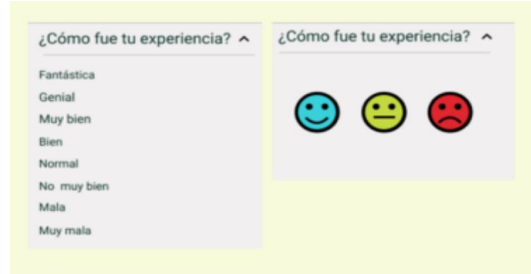 ¿Cómo fue tu experiencia?
Fantástica
Genial
Muy bien
Bien
Normal
No muy bien
Mala
Muy mala
¿Cómo fue tu experiencia?